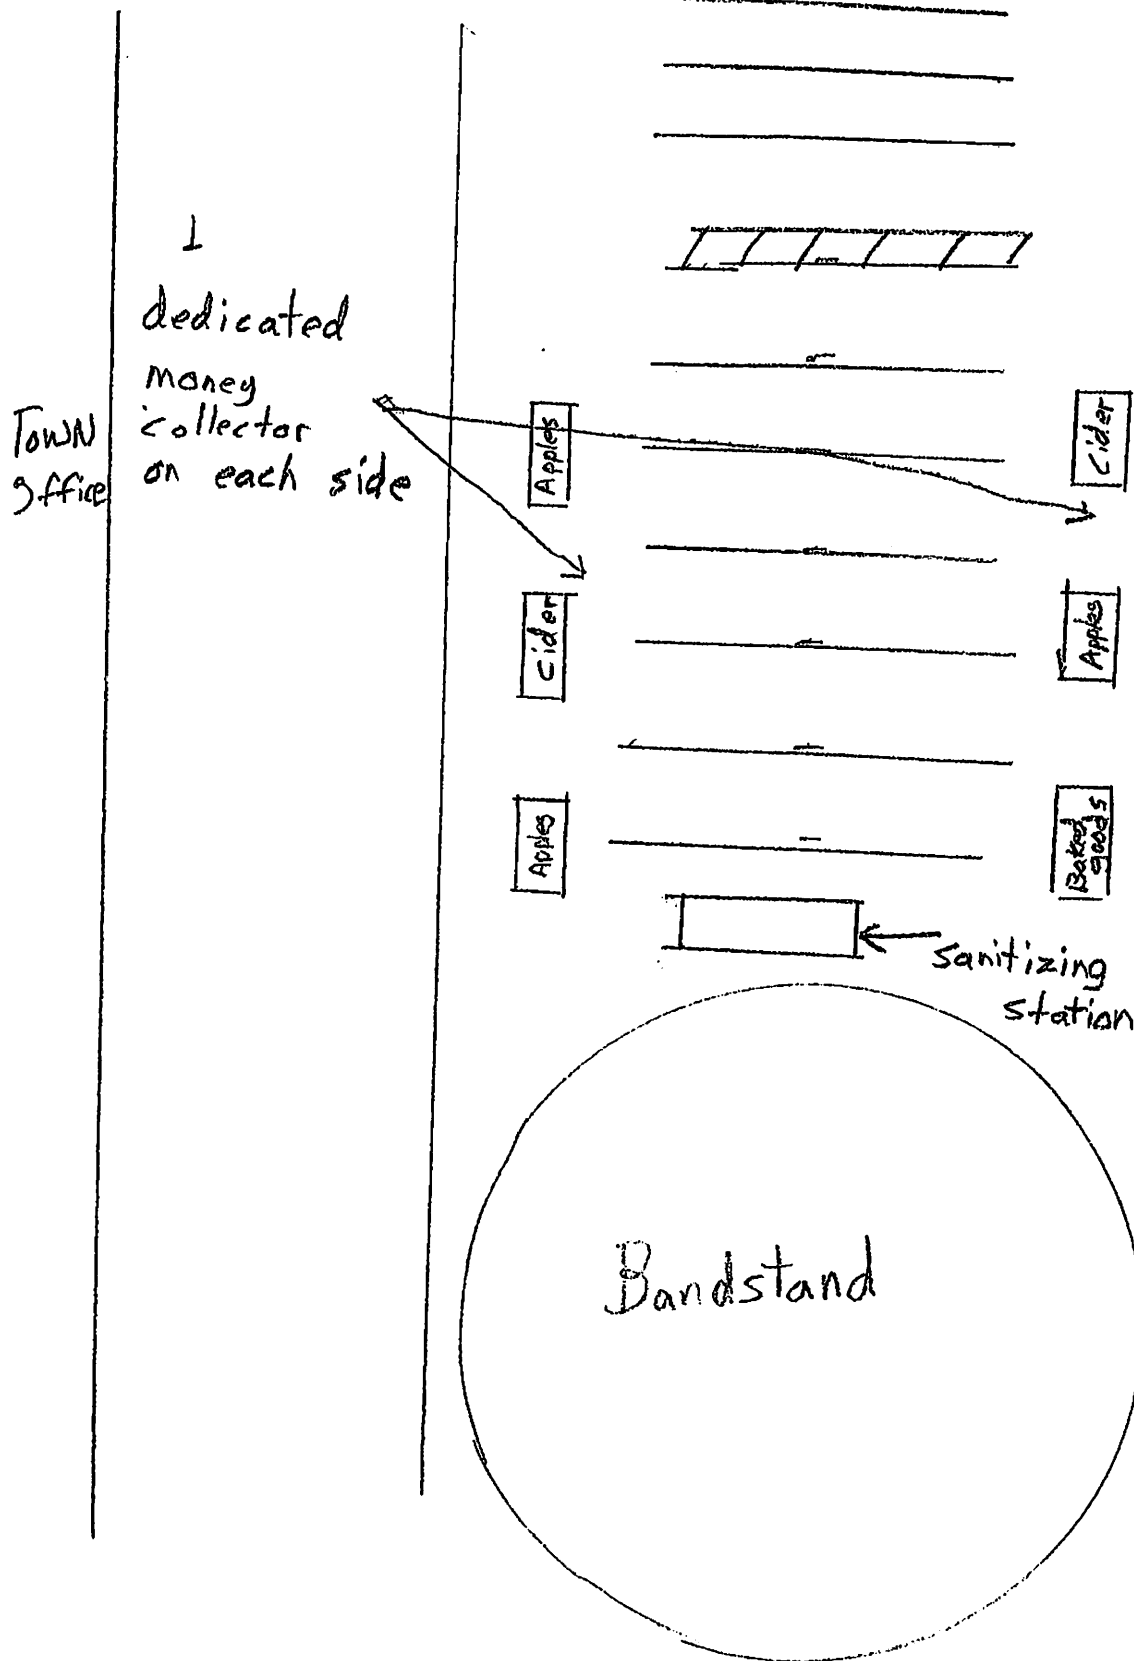 1
dedicated
money
collector
on each side
Town
office
Apples
Cider
Apples
Cider
Apples
Baked
goods
sanitizing
station
Bandstand